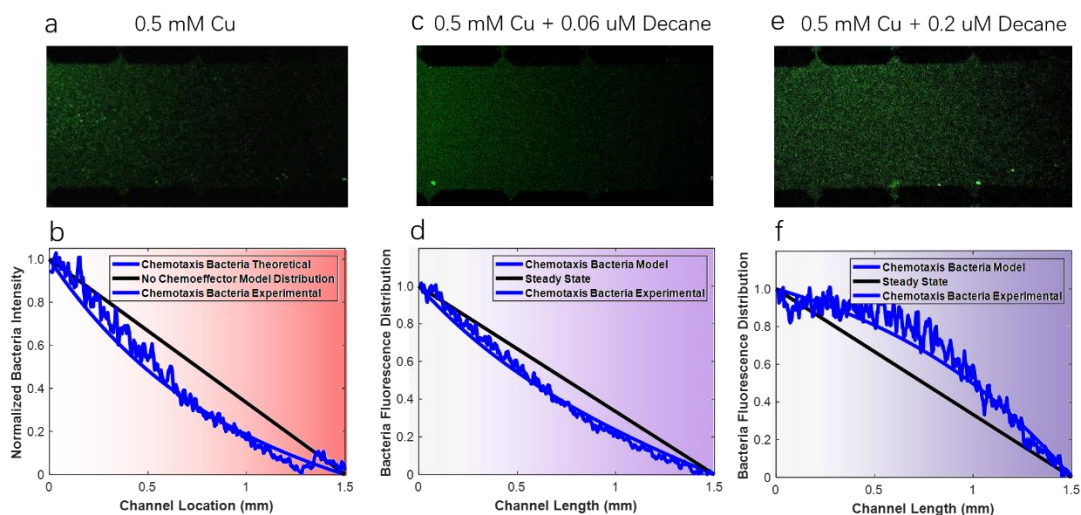 a
0.5 mM Cu
c
0.5 mM Cu + 0.06 uM Decane
e
0.5 mM Cu + 0.2 uM Decane
b
Chemotaxis Bacteria Theoretical
No Chemoeffector Model Distribution
Chemotaxis Bacteria Experimental
Normalized Bacteria Intensity
1.0
0.8
0.6
0.4
0.2
0
0
0.5
1
1.5
Channel Location (mm)
d
Chemotaxis Bacteria Model
Steady State
Chemotaxis Bacteria Experimental
Bacteria Fluorescence Distribution
1.0
0.8
0.6
0.4
0.2
0
0
0.5
1
1.5
Channel Length (mm)
f
Chemotaxis Bacteria Model
Steady State
Chemotaxis Bacteria Experimental
Bacteria Fluorescence Distribution
1.0
0.8
0.6
0.4
0.2
0
0
0.5
1
1.5
Channel Length (mm)